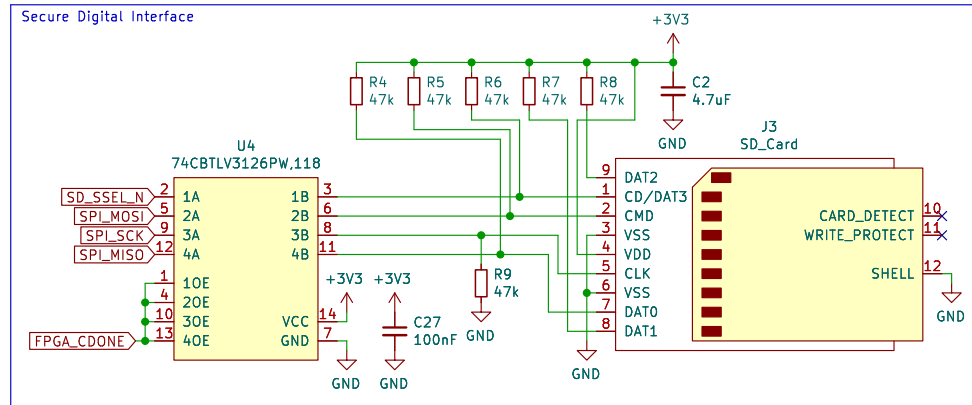 Secure Digital Interface
+3V3
R4
47k
R5
47k
R6
47k
R7
47k
R8
47k
C2
4.7uF
GND
J3
SD_Card
U4
74CBTLV3126PW,118
SD_SSEL_N
SPI_MOSI
SPI_SCK
SPI_MISO
FPGA_CDONE
2
5
9
12
1
4
10
13
1A
2A
3A
4A
1OE
2OE
3OE
4OE
1B
2B
3B
4B
VCC
GND
3
6
8
11
14
7
+3V3
GND
+3V3
C27
100nF
GND
R9
47k
GND
GND
9
1
2
3
4
5
6
7
8
DAT2
CD/DAT3
CMD
VSS
VDD
CLK
VSS
DAT0
DAT1
CARD_DETECT
WRITE_PROTECT
SHELL
10
11
12
GND